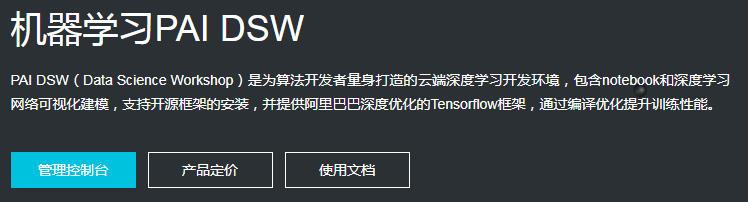 机器学习PAI DSW
PAI DSW（Data Science Workshop）是为算法开发者量身打造的云端深度学习开发环境，包含notebook和深度学习
网络可视化建模，支持开源框架的安装，并提供阿里巴巴深度优化的Tensorflow框架，通过编译优化提升训练性能。
管理控制台 产品定价 使用文档